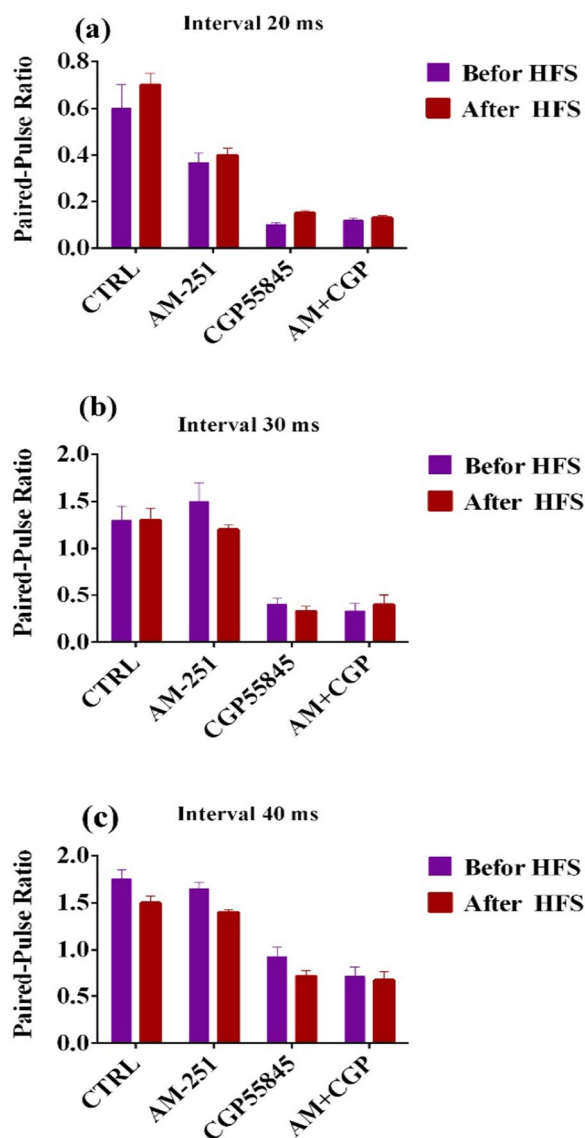 (a)
Interval 20 ms
Paired-Pulse Ratio
0.8
0.6
0.4
0.2
0.0
CTRL
AM-251
CGP55845
AM+CGP
Befor HFS
After HFS
(b)
Interval 30 ms
Paired-Pulse Ratio
2.0
1.5
1.0
0.5
0.0
CTRL
AM-251
CGP55845
AM+CGP
Befor HFS
After HFS
(c)
Interval 40 ms
Paired-Pulse Ratio
2.0
1.5
1.0
0.5
0.0
CTRL
AM-251
CGP55845
AM+CGP
Befor HFS
After HFS